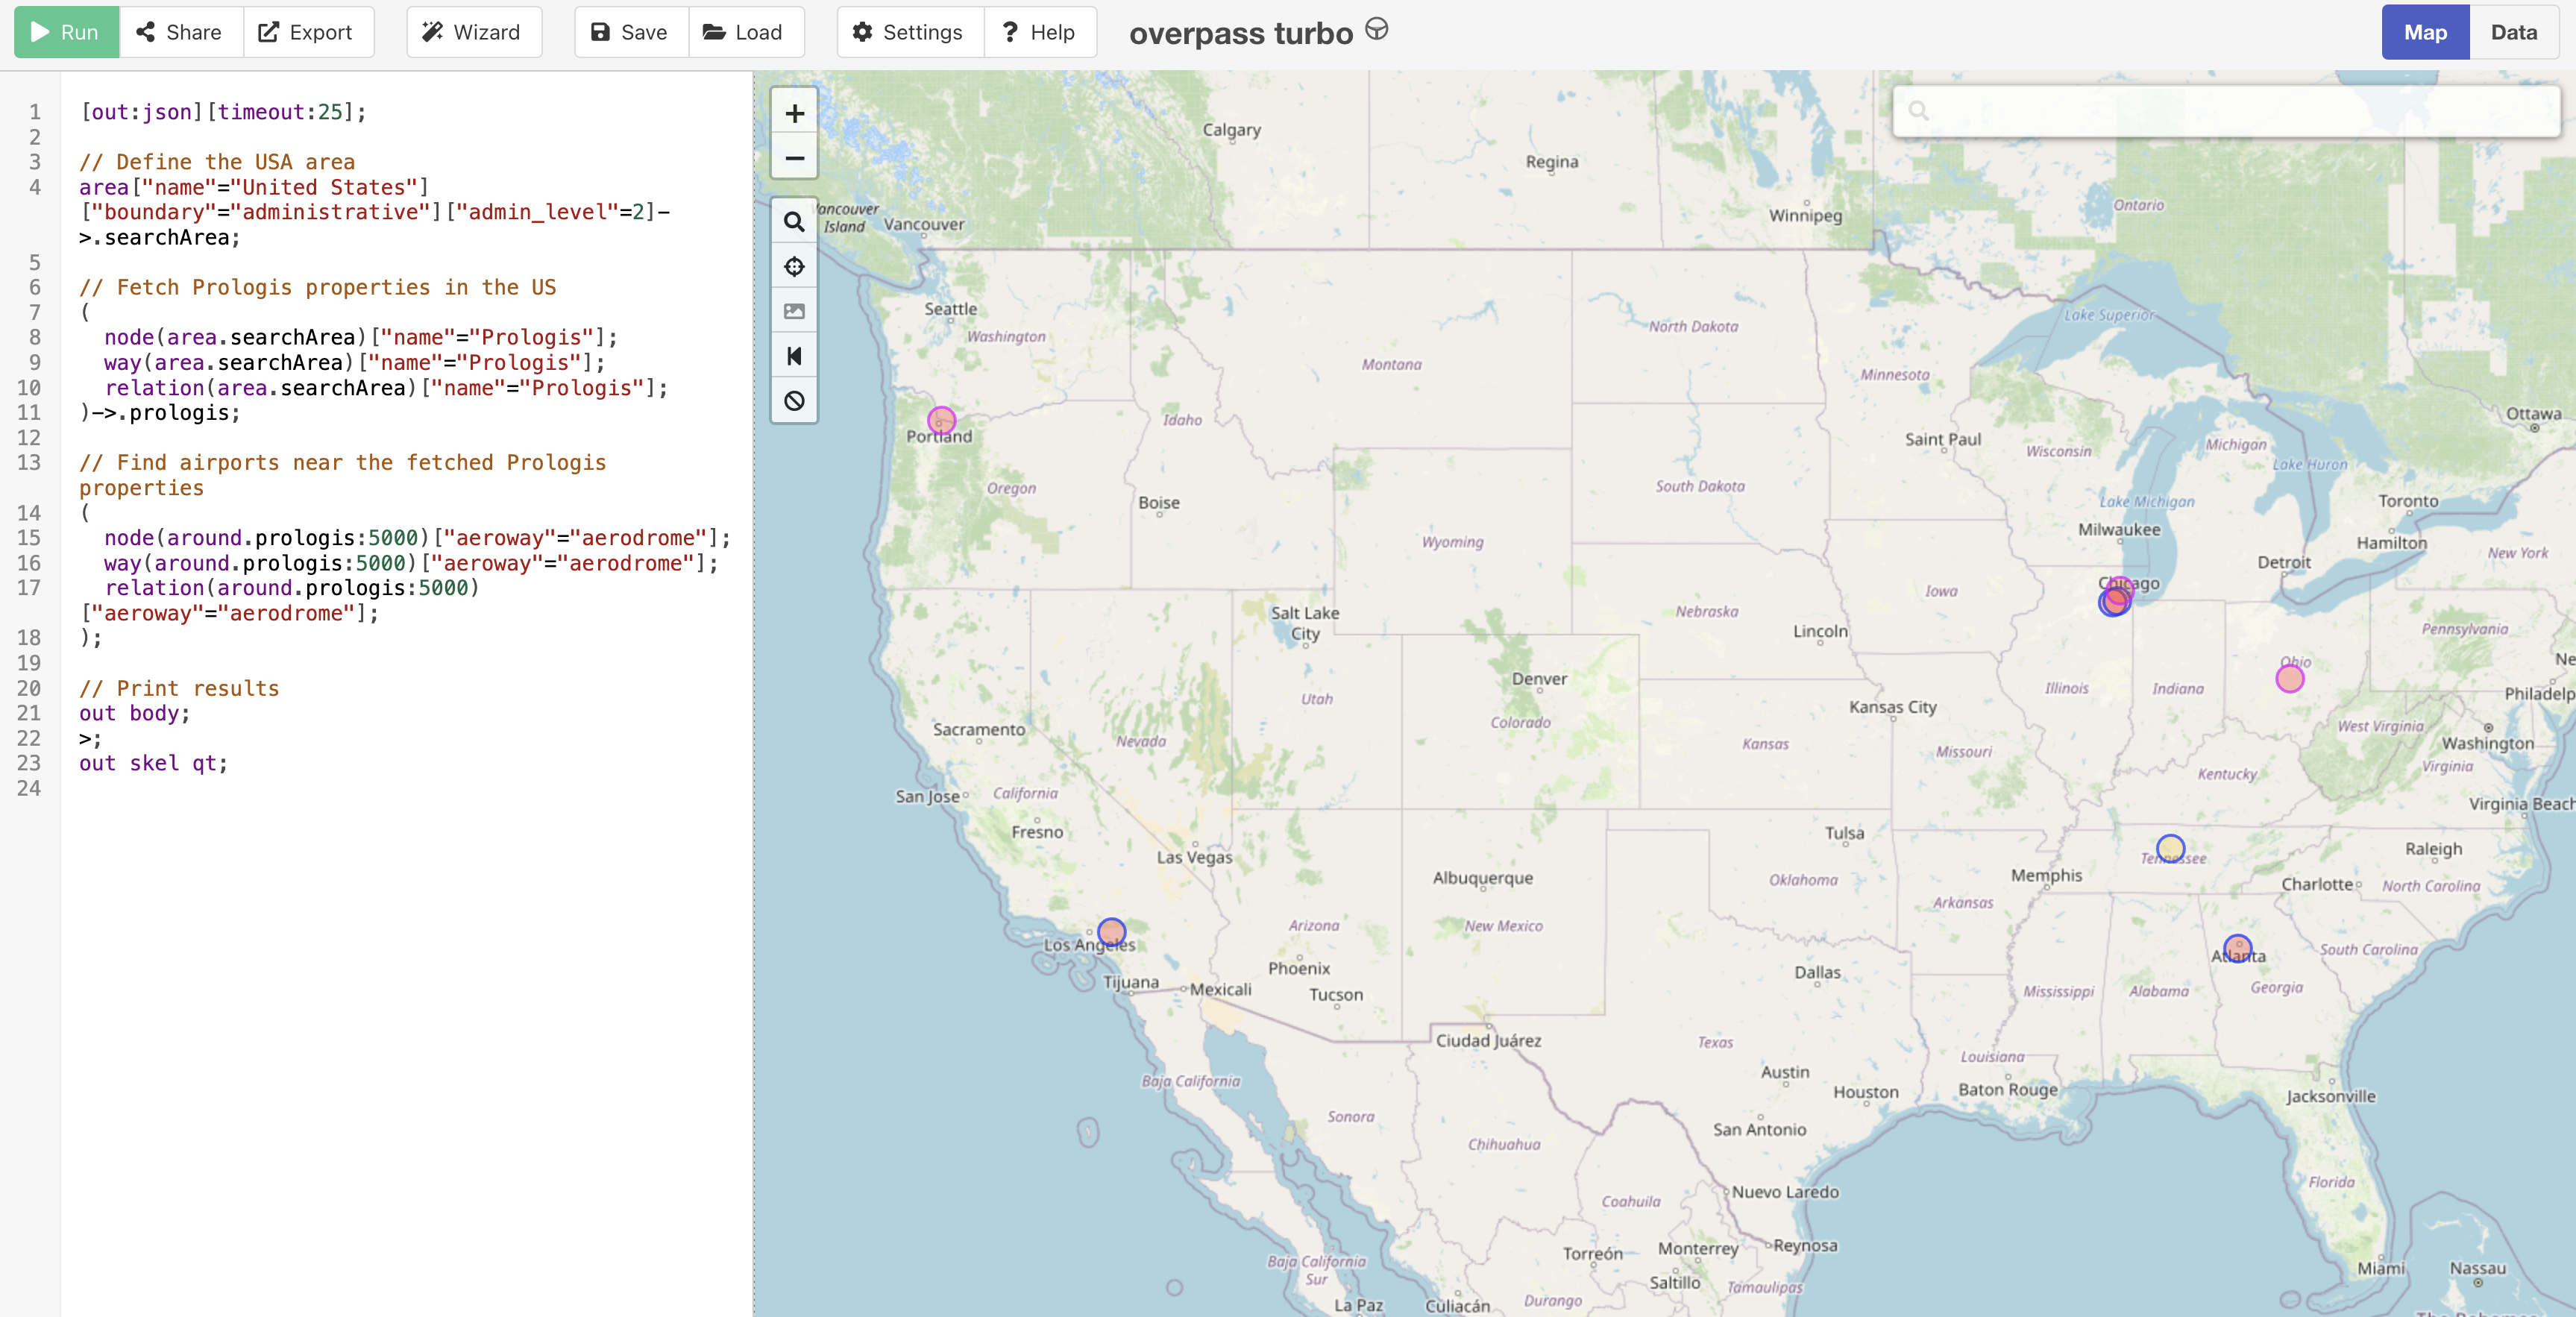 Run
Share
Export
Wizard
Save
Load
Settings
? Help
overpass turbo
Map
Data
1 [out:json][timeout:25];
2
3 // Define the USA area
4 area["name"="United States"]
["boundary"="administrative"]["admin_level"=2]-
>.searchArea;
5
6 // Fetch Prologis properties in the US
7 (
8 node(area.searchArea)["name"="Prologis"];
9 way(area.searchArea)["name"="Prologis"];
10 relation(area.searchArea)["name"="Prologis"];
11 )->.prologis;
12
13 // Find airports near the fetched Prologis
properties
14 (
15 node(around.prologis:5000)["aeroway"="aerodrome"];
16 way(around.prologis:5000)["aeroway"="aerodrome"];
17 relation(around.prologis:5000)
["aeroway"="aerodrome"];
18 );
19
20 // Print results
21 out body;
22 >;
23 out skel qt;
24
+
−
Calgary
Regina
Winnipeg
Ontario
Vancouver
Island
Vancouver
Seattle
Washington
North Dakota
Lake Superior
Montana
Minnesota
Idaho
Portland
Ottawa
Saint Paul
Wisconsin
Michigan
Lake Huron
Oregon
South Dakota
Boise
Lake Michigan
Toronto
Milwaukee
Hamilton
Wyoming
New York
Detroit
Chicago
Iowa
Salt Lake
City
Nebraska
Lincoln
Pennsylvania
Ohio
Denver
Utah
Illinois
Indiana
Philadelp
Kansas City
Colorado
Sacramento
Nevada
Kansas
Missouri
West Virginia
Washington
Virginia
Kentucky
San Jose
California
Virginia Beach
Fresno
Tulsa
Las Vegas
Tennessee
Raleigh
Albuquerque
Oklahoma
Memphis
Charlotte
North Carolina
Arkansas
Arizona
New Mexico
Los Angeles
Atlanta
South Carolina
Phoenix
Dallas
Tijuana
Mexicali
Tucson
Mississippi
Alabama
Georgia
Ciudad Juárez
Texas
Louisiana
Austin
Baja California
Houston
Baton Rouge
Jacksonville
Sonora
San Antonio
Chihuahua
Florida
Nuevo Laredo
Coahuila
Torreón
Monterrey
Reynosa
Baja California
Sur
Saltillo
Tamaulipas
Miami
Nassau
La Paz
Culiacán
Durango